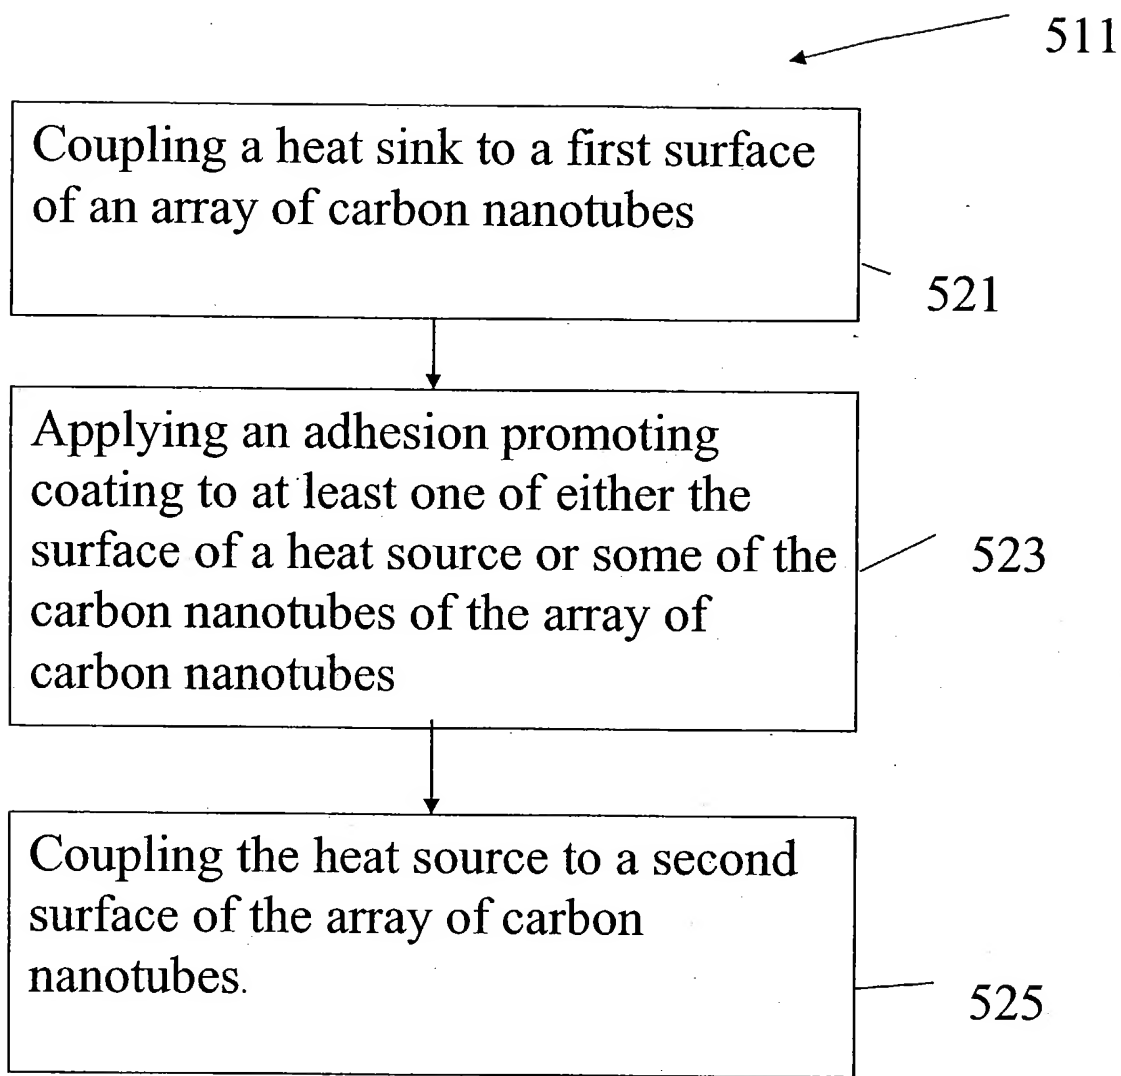 511
Coupling a heat sink to a first surface
of an array of carbon nanotubes
521
Applying an adhesion promoting
coating to at least one of either the
surface of a heat source or some of the
carbon nanotubes of the array of
carbon nanotubes
523
Coupling the heat source to a second
surface of the array of carbon
nanotubes.
525